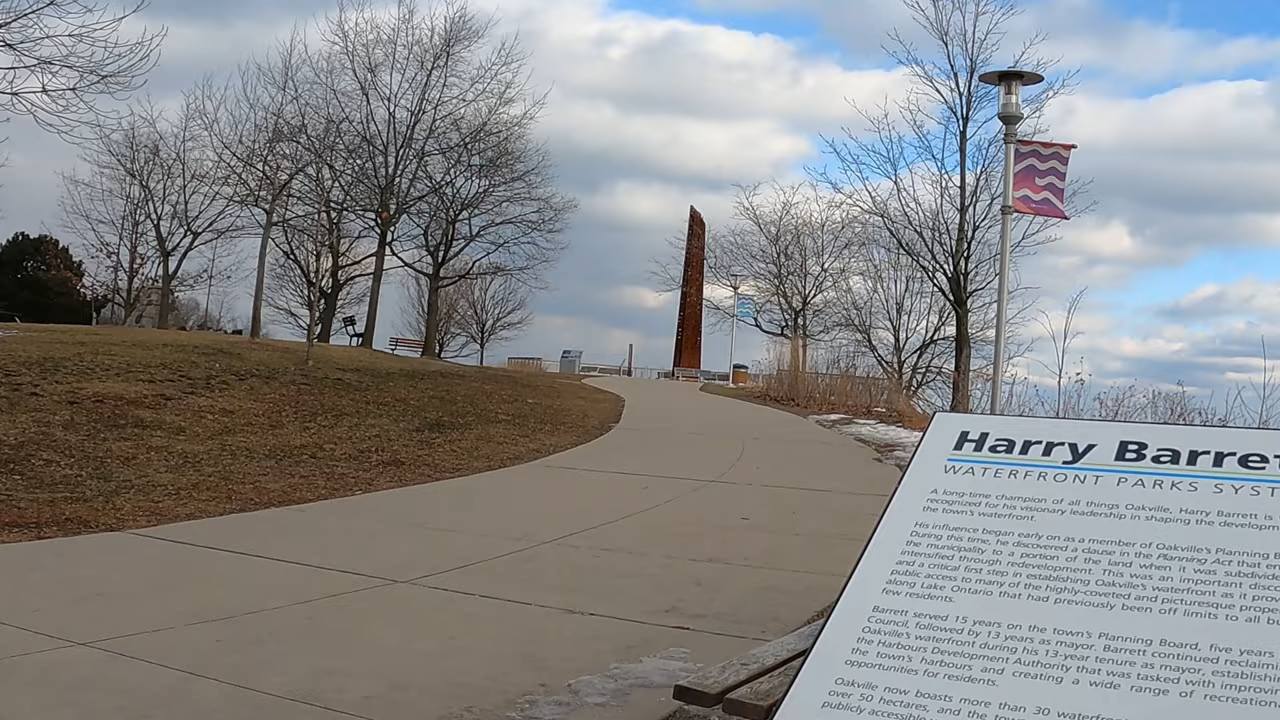 Harry Barre
WATERFRONT PARKS SYST
A long-time champion of all things Oakville, Harry Barrett is
recognized for his visionary leadership in shaping the developm
the town's waterfront.
His influence began early on as a member of Oakville's Planning B
During this time, he discovered a clause in the Planning Act that en
the municipality to a portion of the land when it was subdivid
intensified through redevelopment. This was an important disc
and a critical first step in establishing Oakville's waterfront as it pro
public access to many of the highly-coveted and picturesque prope
along Lake Ontario that had previously been off limits to all bu
few residents.
Barrett served 15 years on the town's Planning Board, five years
Council, followed by 13 years as mayor. Barrett continued reclaimi
Oakville's waterfront during his 13-year tenure as mayor, establishi
the Harbours Development Authority that was tasked with improvi
the town's harbours and creating a wide range of recreation
opportunities for residents.
Oakville now boasts more than 30 waterfro
over 50 hectares, and the town
publicly accessible